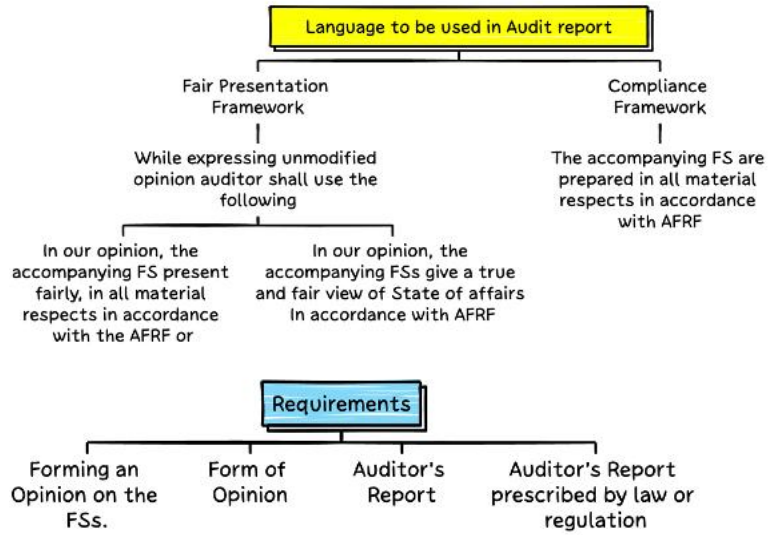 Language to be used in Audit report
Fair Presentation
Framework
While expressing unmodified
opinion auditor shall use the
following
In our opinion, the
accompanying FS present
fairly, in all material
respects in accordance
with the AFRF or
In our opinion, the
accompanying FSs give a true
and fair view of State of affairs
In accordance with AFRF
Compliance
Framework
The accompanying FS are
prepared in all material
respects in accordance
with AFRF
Requirements
Forming an
Opinion on the
FSs.
Form of
Opinion
Auditor's
Report
Auditor's Report
prescribed by law or
regulation